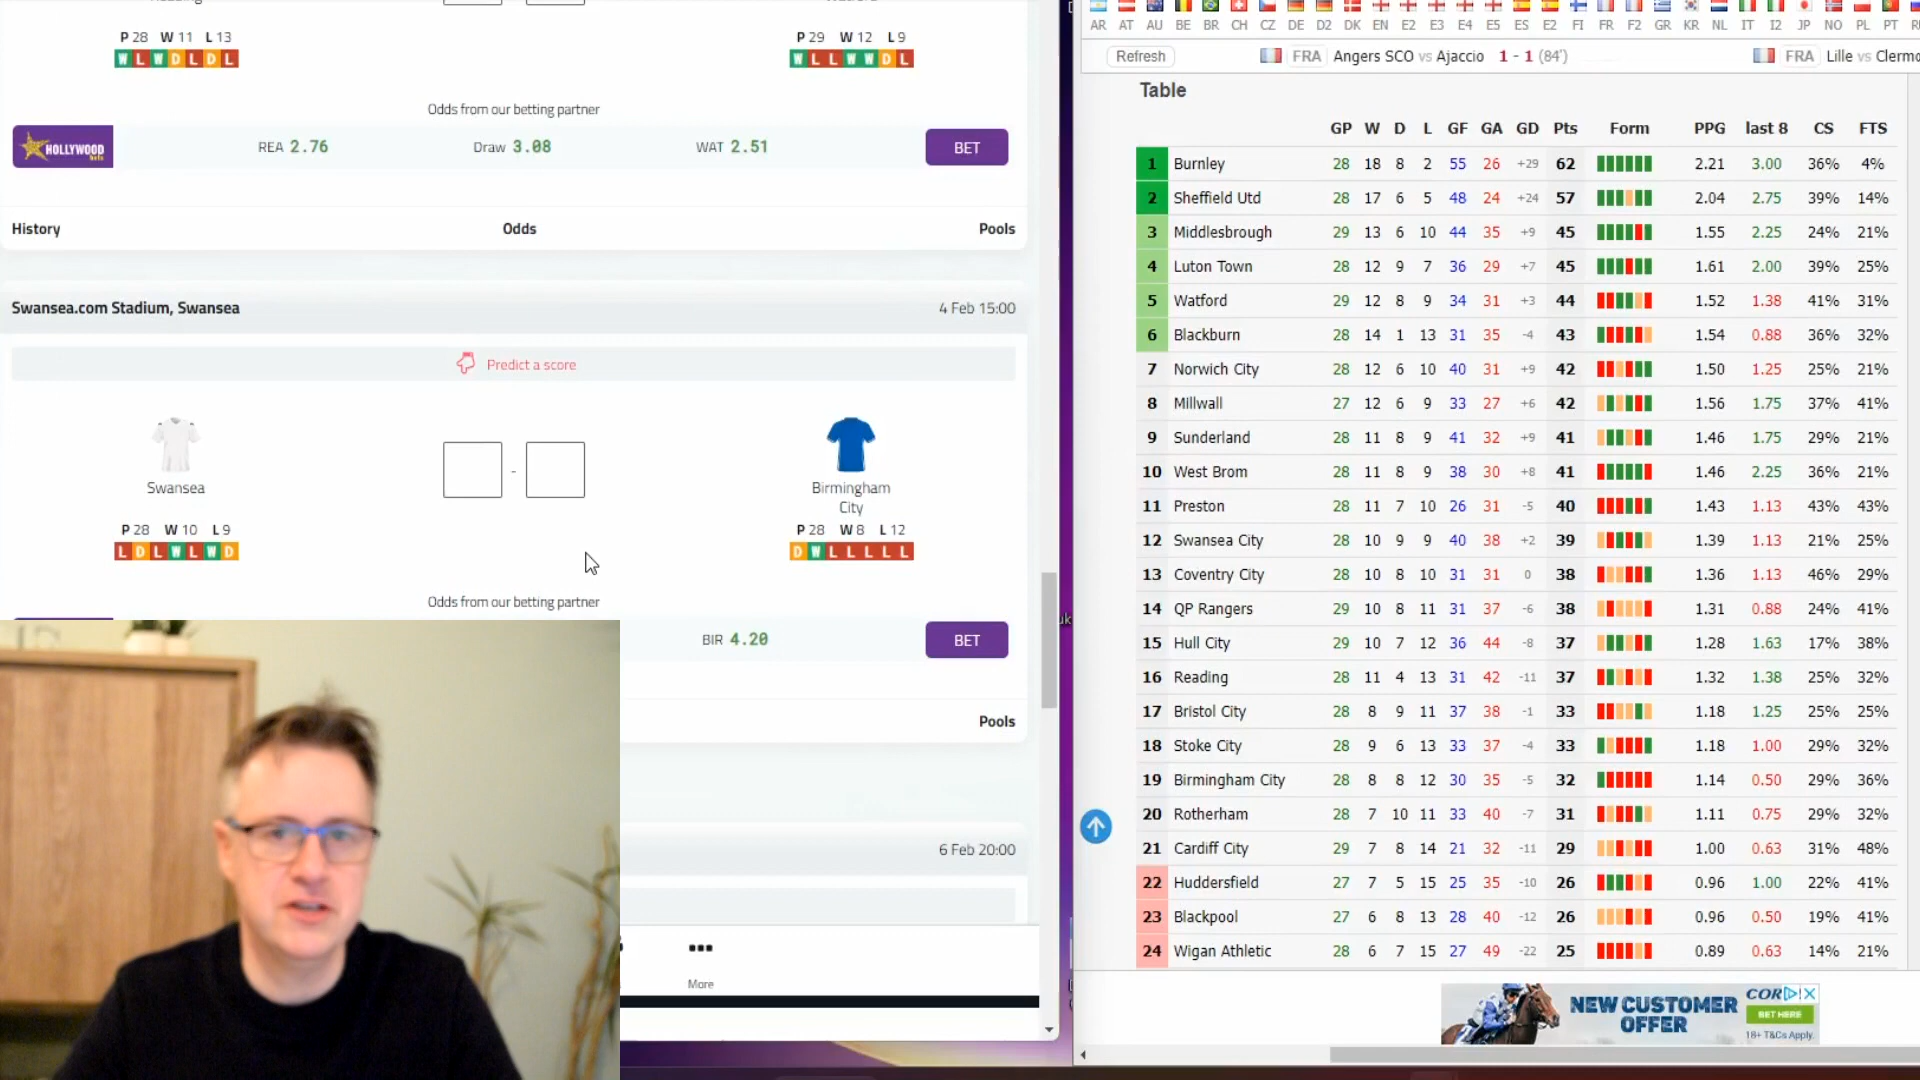 P 28 W 11 L 13
P 29 W 12 L 9
W L W D L D L
W L L W W D L
Odds from our betting partner
HOLLYWOOD bets
REA 2.76
Draw 3.08
WAT 2.51
BET
History
Odds
Pools
Swansea.com Stadium, Swansea
4 Feb 15:00
Predict a score
-
Swansea
Birmingham
City
P 28 W 10 L 9
P 28 W 8 L 12
L D L W L W D
D W L L L L L
Odds from our betting partner
BIR 4.20
BET
Pools
6 Feb 20:00
More
AR AT AU BE BR CH CZ DE D2 DK EN E2 E3 E4 E5 ES E2 FI FR F2 GR KR NL IT I2 JP NO PL PT
Refresh
FRA Angers SCO vs Ajaccio 1 - 1 (84')
FRA Lille vs Clermo
Table
GP W D L GF GA GD Pts Form PPG last 8 CS FTS
1 Burnley 28 18 8 2 55 26 +29 62 2.21 3.00 36% 4%
2 Sheffield Utd 28 17 6 5 48 24 +24 57 2.04 2.75 39% 14%
3 Middlesbrough 29 13 6 10 44 35 +9 45 1.55 2.25 24% 21%
4 Luton Town 28 12 9 7 36 29 +7 45 1.61 2.00 39% 25%
5 Watford 29 12 8 9 34 31 +3 44 1.52 1.38 41% 31%
6 Blackburn 28 14 1 13 31 35 -4 43 1.54 0.88 36% 32%
7 Norwich City 28 12 6 10 40 31 +9 42 1.50 1.25 25% 21%
8 Millwall 27 12 6 9 33 27 +6 42 1.56 1.75 37% 41%
9 Sunderland 28 11 8 9 41 32 +9 41 1.46 1.75 29% 21%
10 West Brom 28 11 8 9 38 30 +8 41 1.46 2.25 36% 21%
11 Preston 28 11 7 10 26 31 -5 40 1.43 1.13 43% 43%
12 Swansea City 28 10 9 9 40 38 +2 39 1.39 1.13 21% 25%
13 Coventry City 28 10 8 10 31 31 0 38 1.36 1.13 46% 29%
14 QP Rangers 29 10 8 11 31 37 -6 38 1.31 0.88 24% 41%
15 Hull City 29 10 7 12 36 44 -8 37 1.28 1.63 17% 38%
16 Reading 28 11 4 13 31 42 -11 37 1.32 1.38 25% 32%
17 Bristol City 28 8 9 11 37 38 -1 33 1.18 1.25 25% 25%
18 Stoke City 28 9 6 13 33 37 -4 33 1.18 1.00 29% 32%
19 Birmingham City 28 8 8 12 30 35 -5 32 1.14 0.50 29% 36%
20 Rotherham 28 7 10 11 33 40 -7 31 1.11 0.75 29% 32%
21 Cardiff City 29 7 8 14 21 32 -11 29 1.00 0.63 31% 48%
22 Huddersfield 27 7 5 15 25 35 -10 26 0.96 1.00 22% 41%
23 Blackpool 27 6 8 13 28 40 -12 26 0.96 0.50 19% 41%
24 Wigan Athletic 28 6 7 15 27 49 -22 25 0.89 0.63 14% 21%
NEW CUSTOMER
OFFER
COR
BET HERE
18+ T&Cs Apply.